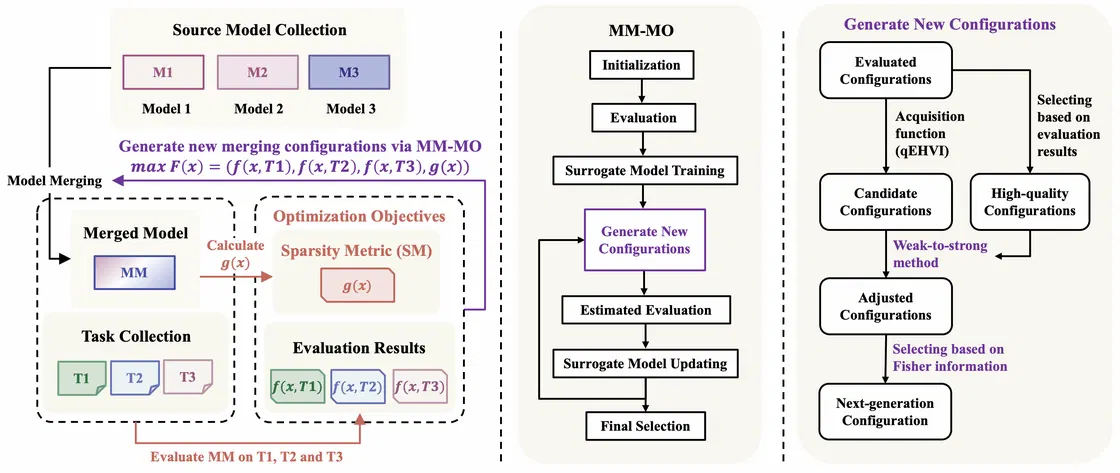 Source Model Collection
M1
M2
M3
Model 1
Model 2
Model 3
Generate new merging configurations via MM-MO
max F(x) = (f(x,T1), f(x,T2), f(x,T3), g(x))
Model Merging
Merged Model
MM
Calculate
g(x)
Optimization Objectives
Sparsity Metric (SM)
g(x)
Task Collection
T1
T2
T3
Evaluation Results
f(x,T1)
f(x,T2)
f(x,T3)
Evaluate MM on T1, T2 and T3
MM-MO
Initialization
Evaluation
Surrogate Model Training
Generate New
Configurations
Estimated Evaluation
Surrogate Model Updating
Final Selection
Generate New Configurations
Evaluated
Configurations
Acquisition
function
(qEHVI)
Selecting
based on
evaluation
results
Candidate
Configurations
High-quality
Configurations
Weak-to-strong
method
Adjusted
Configurations
Selecting based on
Fisher information
Next-generation
Configuration